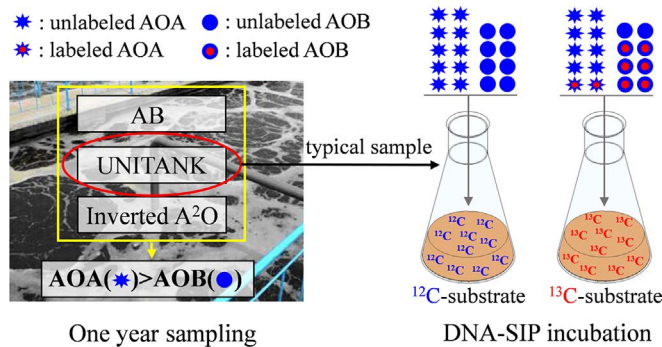 : unlabeled AOA
: unlabeled AOB
: labeled AOA
: labeled AOB
AB
UNITANK
Inverted A²O
AOA( )>AOB( )
One year sampling
typical sample
¹²C ¹²C
¹²C ¹²C ¹²C
¹²C ¹²C
¹²C ¹²C ¹²C
¹²C-substrate
¹³C ¹³C
¹³C ¹³C ¹³C
¹³C ¹³C
¹³C ¹³C ¹³C
¹³C-substrate
DNA-SIP incubation